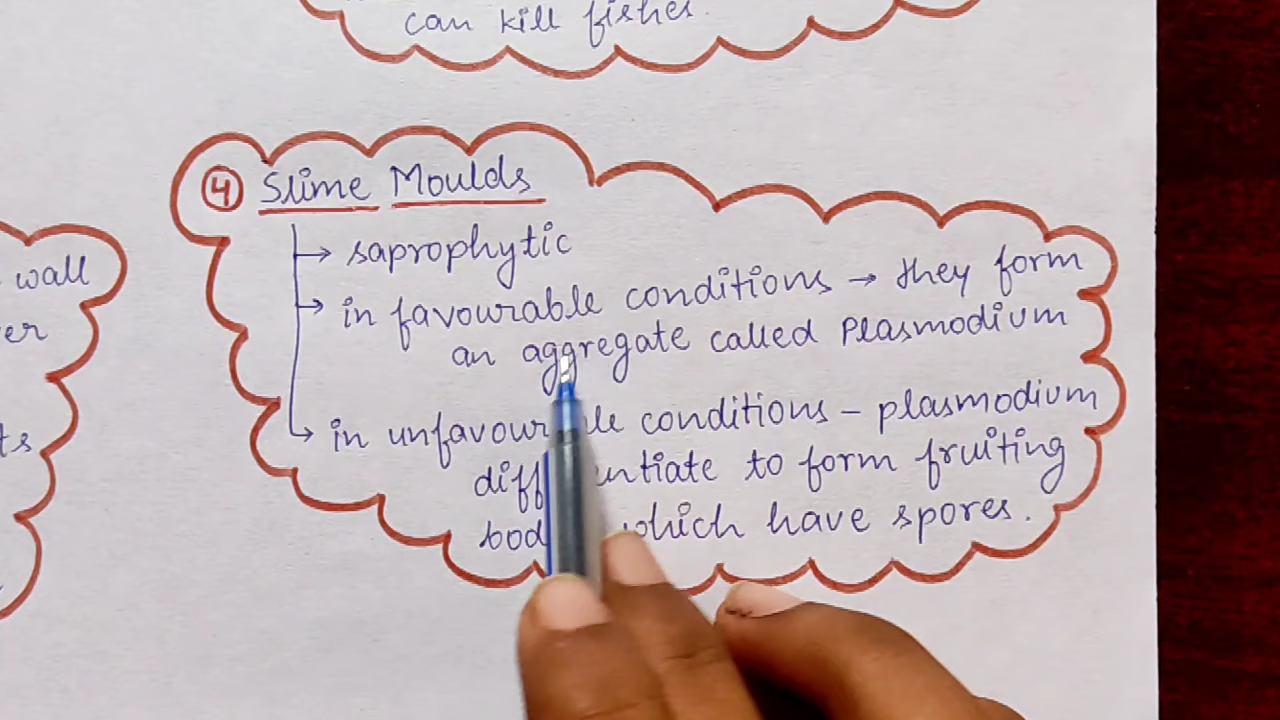 can kill fishes.
④ Slime Moulds
→ saprophytic
→ in favourable conditions → they form
an aggregate called Plasmodium
→ in unfavour le conditions – plasmodium
diff entiate to form fruiting
bod which have spores.
wall
er
ts